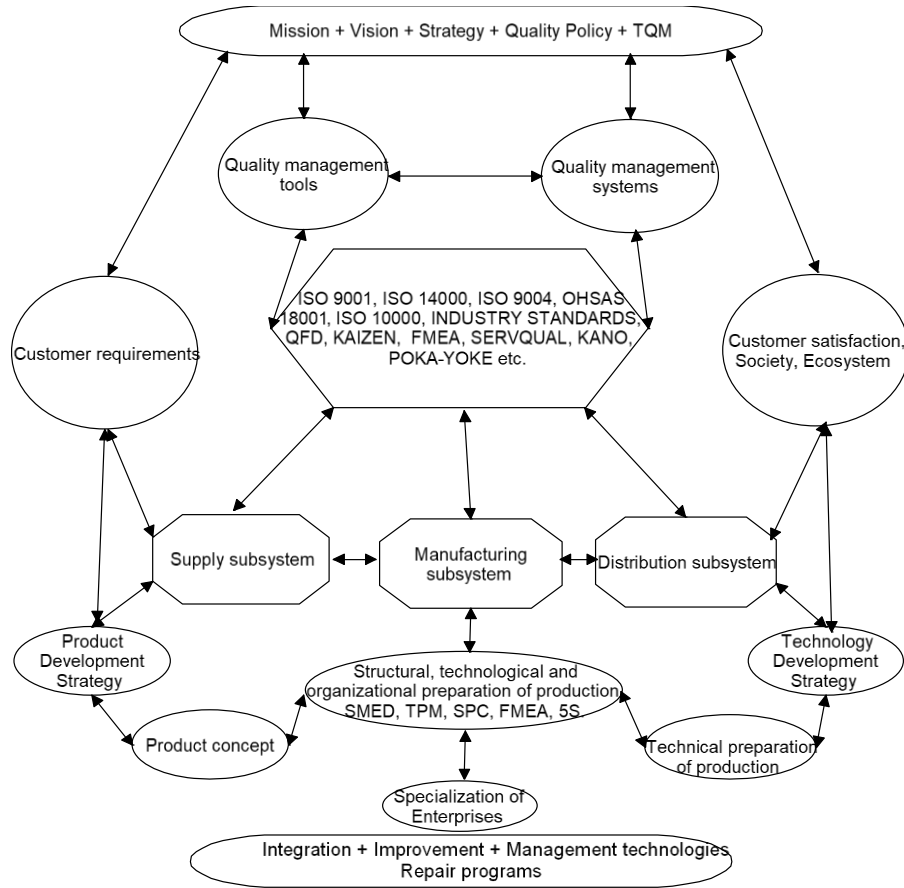 Mission + Vision + Strategy + Quality Policy + TQM
Quality management
tools
Quality management
systems
ISO 9001, ISO 14000, ISO 9004, OHSAS
18001, ISO 10000, INDUSTRY STANDARDS,
QFD, KAIZEN, FMEA, SERVQUAL, KANO,
POKA-YOKE etc.
Customer requirements
Customer satisfaction,
Society, Ecosystem
Supply subsystem
Manufacturing
subsystem
Distribution subsystem
Product
Development
Strategy
Structural, technological and
organizational preparation of production
SMED, TPM, SPC, FMEA, 5S.
Technology
Development
Strategy
Product concept
Technical preparation
of production
Specialization of
Enterprises
Integration + Improvement + Management technologies
Repair programs